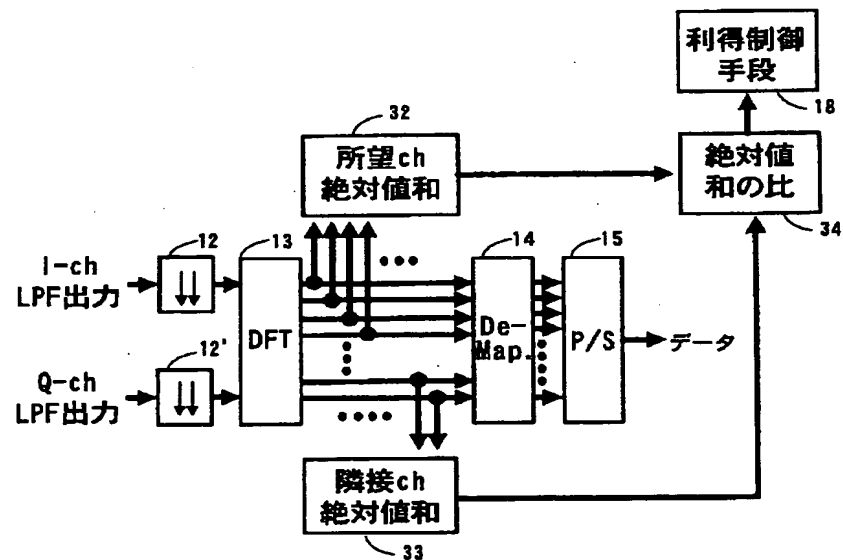 利得制御
手段
18
32
所望ch
絶対値和
絶対値
和の比
34
12
13
14
15
i-ch
LPF出力
DFT
De-
Map.
P/S
データ
12'
Q-ch
LPF出力
隣接ch
絶対値和
33